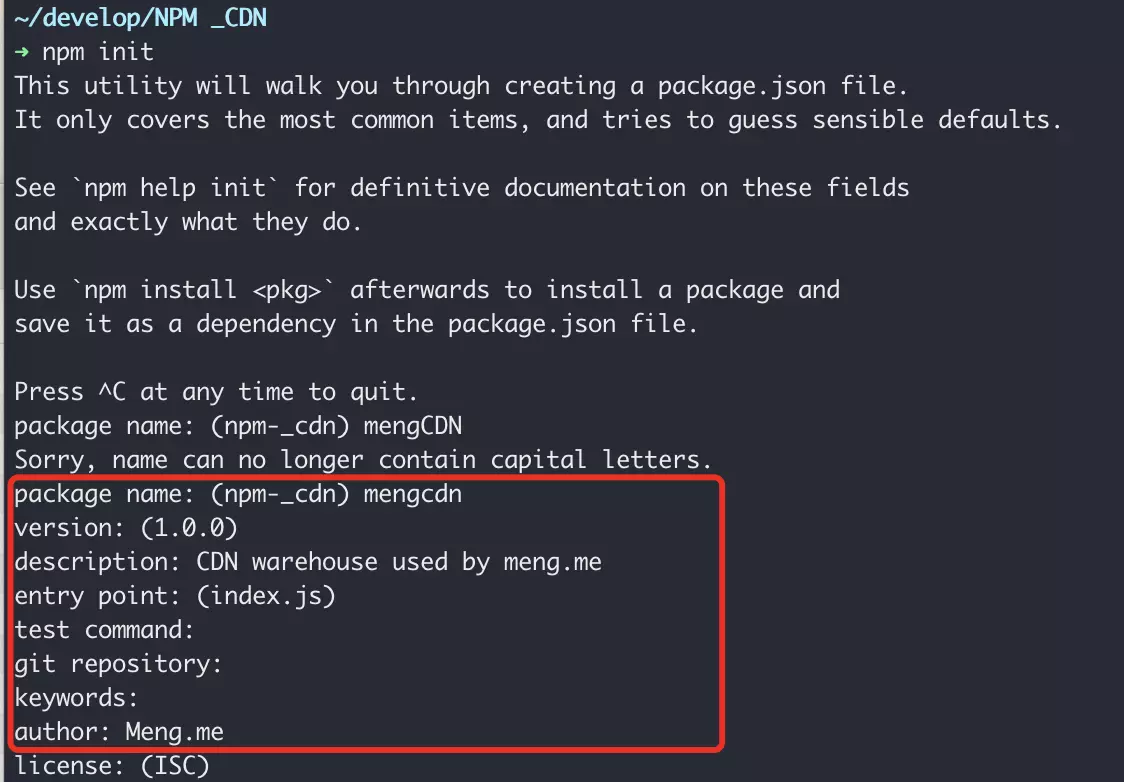 ~/develop/NPM _CDN
➜ npm init
This utility will walk you through creating a package.json file.
It only covers the most common items, and tries to guess sensible defaults.
See `npm help init` for definitive documentation on these fields
and exactly what they do.
Use `npm install <pkg>` afterwards to install a package and
save it as a dependency in the package.json file.
Press ^C at any time to quit.
package name: (npm-_cdn) mengCDN
Sorry, name can no longer contain capital letters.
package name: (npm-_cdn) mengcdn
version: (1.0.0)
description: CDN warehouse used by meng.me
entry point: (index.js)
test command:
git repository:
keywords:
author: Meng.me
license: (ISC)